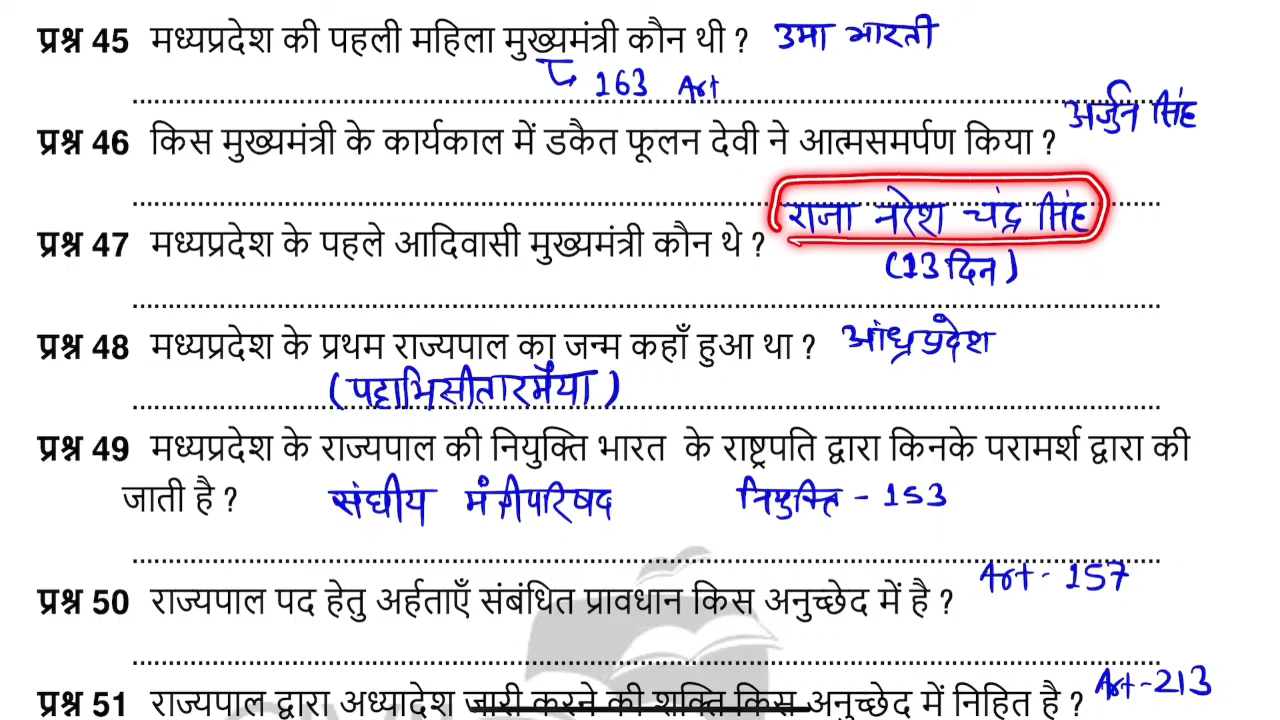 प्रश्न 45 मध्यप्रदेश की पहली महिला मुख्यमंत्री कौन थी ? उमा भारती
163 Art
अर्जुन सिंह
प्रश्न 46 किस मुख्यमंत्री के कार्यकाल में डकैत फूलन देवी ने आत्मसमर्पण किया ?
राजा नरेश चंद्र सिंह
प्रश्न 47 मध्यप्रदेश के पहले आदिवासी मुख्यमंत्री कौन थे ?
(13 दिन)
प्रश्न 48 मध्यप्रदेश के प्रथम राज्यपाल का जन्म कहाँ हुआ था ? आंध्रप्रदेश
(पट्टाभिसीतारमैया)
प्रश्न 49 मध्यप्रदेश के राज्यपाल की नियुक्ति भारत के राष्ट्रपति द्वारा किनके परामर्श द्वारा की
जाती है ? संघीय मंत्रीपरिषद नियुक्ति - 153
Art - 157
प्रश्न 50 राज्यपाल पद हेतु अर्हताएँ संबंधित प्रावधान किस अनुच्छेद में है ?
प्रश्न 51 राज्यपाल द्वारा अध्यादेश जारी करने की शक्ति किस अनुच्छेद में निहित है ? Art-213